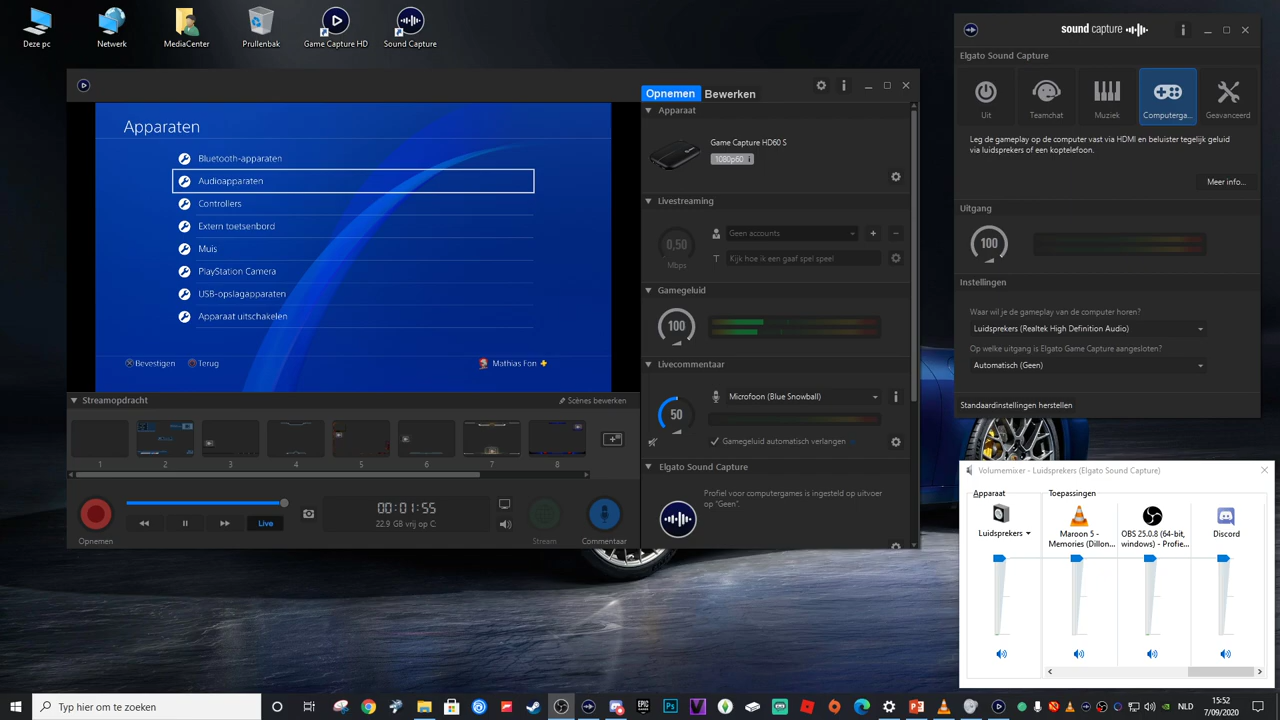 Deze pc
Netwerk
MediaCenter
Prullenbak
Game Capture HD
Sound Capture
Opnemen
Bewerken
Apparaten
Bluetooth-apparaten
Audioapparaten
Controllers
Extern toetsenbord
Muis
PlayStation Camera
USB-opslagapparaten
Apparaat uitschakelen
Bevestigen
Terug
Mathias Fon
Apparaat
Game Capture HD60 S
1080p60
Livestreaming
0,50
Mbps
Geen accounts
T
Kijk hoe ik een gaaf spel speel
Gamegeluid
100
Livecommentaar
50
Microfoon (Blue Snowball)
Gamegeluid automatisch verlangen
Elgato Sound Capture
Profiel voor computergames is ingesteld op uitvoer
op "Geen".
Streamopdracht
Scènes bewerken
1
2
3
4
5
6
7
8
Opnemen
Live
00:01:55
22.9 GB vrij op C
Stream
Commentaar
sound capture
Elgato Sound Capture
Uit
Teamchat
Muziek
Computerga...
Geavanceerd
Leg de gameplay op de computer vast via HDMI en beluister tegelijk geluid
via luidsprekers of een koptelefoon.
Meer info...
Uitgang
100
Instellingen
Waar wil je de gameplay van de computer horen?
Luidsprekers (Realtek High Definition Audio)
Op welke uitgang is Elgato Game Capture aangesloten?
Automatisch (Geen)
Standaardinstellingen herstellen
Volumemixer - Luidsprekers (Elgato Sound Capture)
Apparaat
Toepassingen
Luidsprekers
Maroon 5 -
Memories (Dillon...
OBS 25.0.8 (64-bit,
windows) - Profie...
Discord
Typ hier om te zoeken
EPIC
Ps
NLD
15:52
7/09/2020